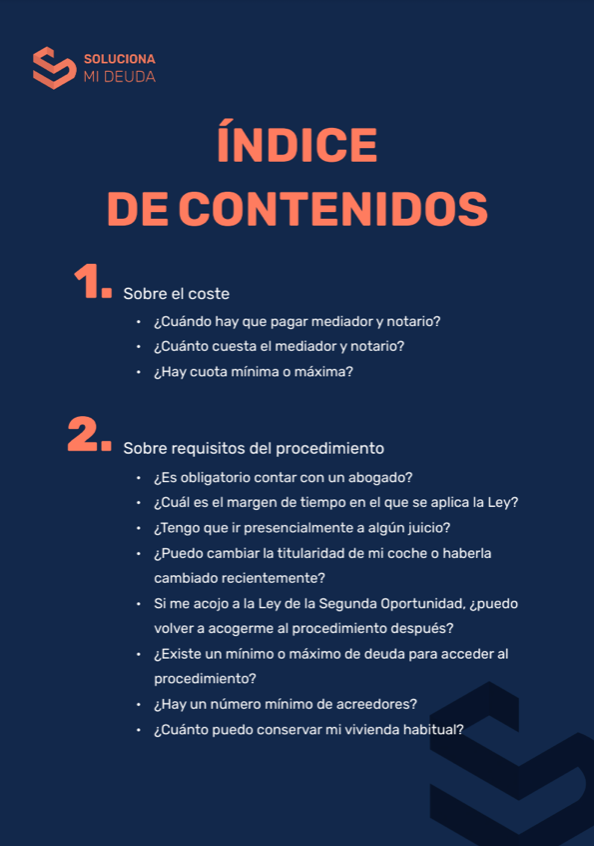 SOLUCIONA
MI DEUDA
ÍNDICE
DE CONTENIDOS
1. Sobre el coste
• ¿Cuándo hay que pagar mediador y notario?
• ¿Cuánto cuesta el mediador y notario?
• ¿Hay cuota mínima o máxima?
2. Sobre requisitos del procedimiento
• ¿Es obligatorio contar con un abogado?
• ¿Cuál es el margen de tiempo en el que se aplica la Ley?
• ¿Tengo que ir presencialmente a algún juicio?
• ¿Puedo cambiar la titularidad de mi coche o haberla
cambiado recientemente?
• Si me acojo a la Ley de la Segunda Oportunidad, ¿puedo
volver a acogerme al procedimiento después?
• ¿Existe un mínimo o máximo de deuda para acceder al
procedimiento?
• ¿Hay un número mínimo de acreedores?
• ¿Cuánto puedo conservar mi vivienda habitual?